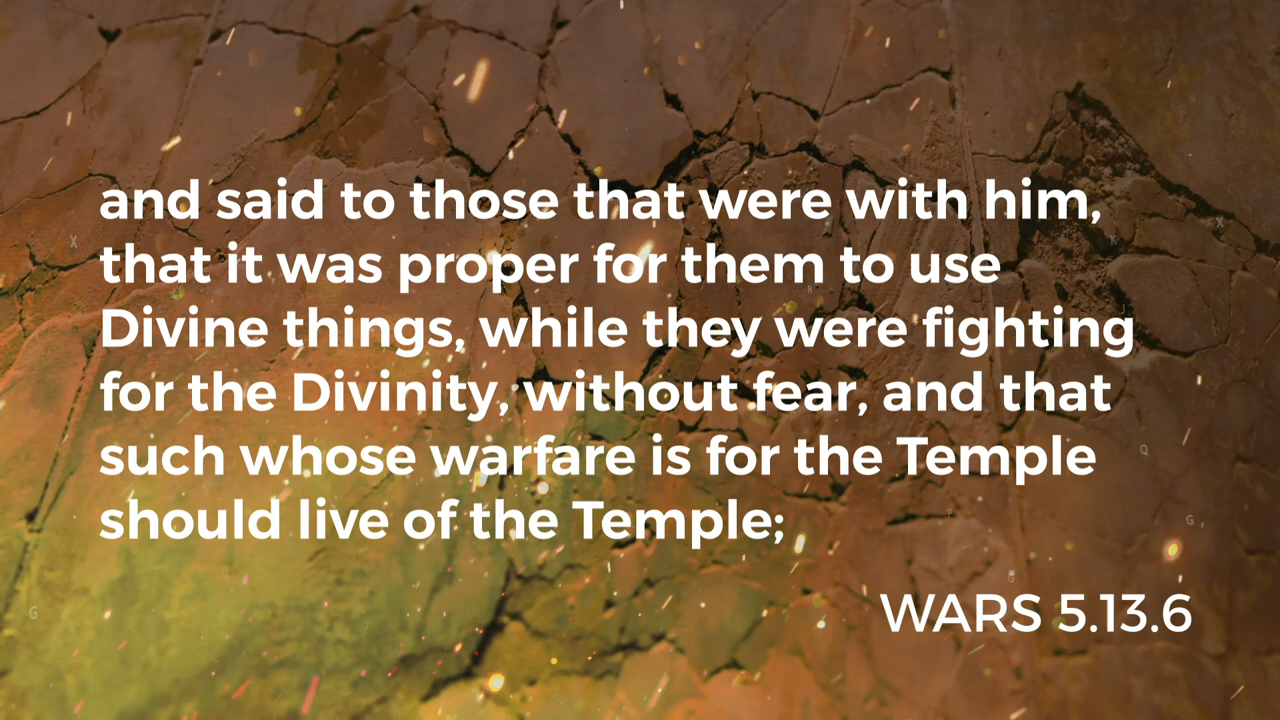 and said to those that were with him,
that it was proper for them to use
Divine things, while they were fighting
for the Divinity, without fear, and that
such whose warfare is for the Temple
should live of the Temple;
WARS 5.13.6